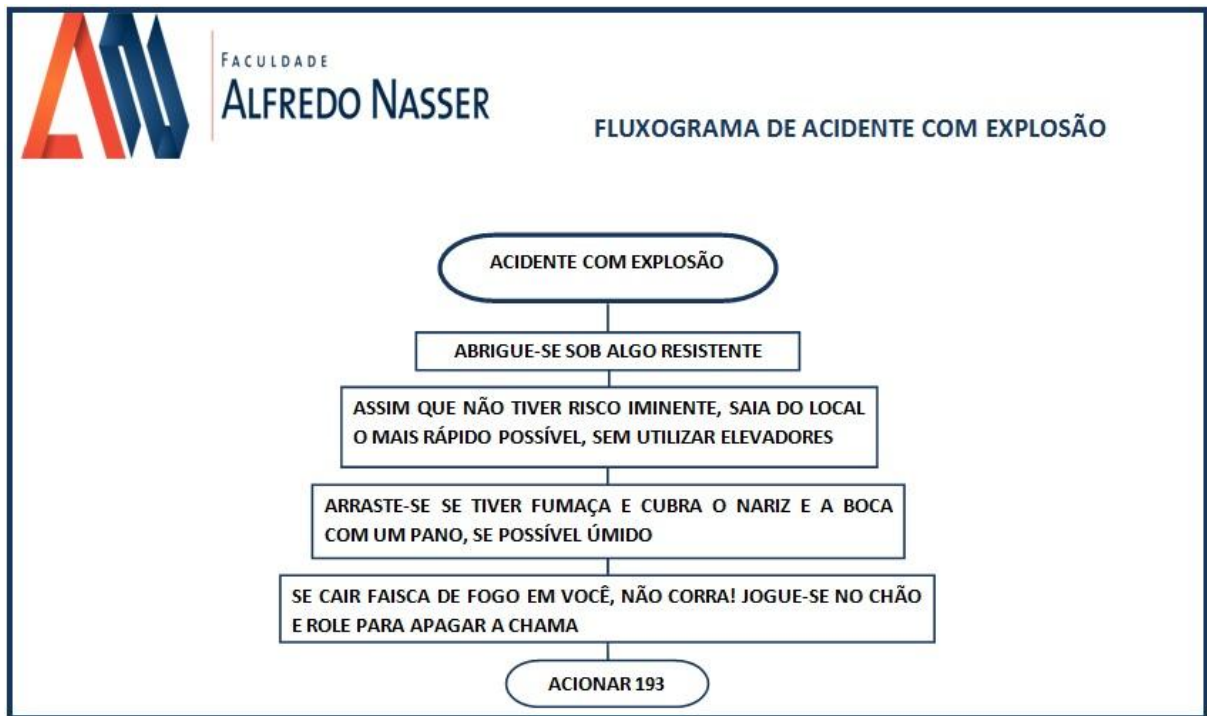 FACULDADE
ALFREDO NASSER
FLUXOGRAMA DE ACIDENTE COM EXPLOSÃO
ACIDENTE COM EXPLOSÃO
ABRIGUE-SE SOB ALGO RESISTENTE
ASSIM QUE NÃO TIVER RISCO IMINENTE, SAIA DO LOCAL
O MAIS RÁPIDO POSSÍVEL, SEM UTILIZAR ELEVADORES
ARRASTE-SE SE TIVER FUMAÇA E CUBRA O NARIZ E A BOCA
COM UM PANO, SE POSSÍVEL ÚMIDO
SE CAIR FAISCA DE FOGO EM VOCÊ, NÃO CORRA! JOGUE-SE NO CHÃO
E ROLE PARA APAGAR A CHAMA
ACIONAR 193